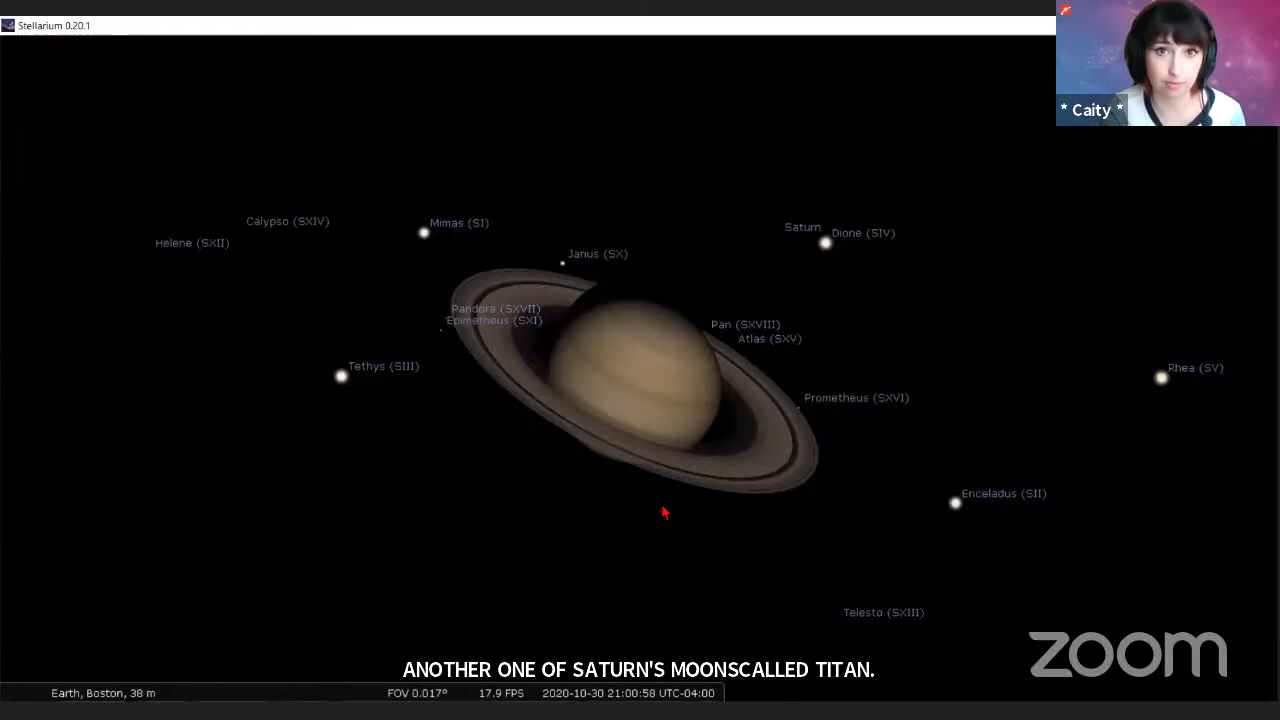 Stellarium 0.20.1
* Caity *
Calypso (SXIV)
Mimas (SI)
Saturn
Dione (SIV)
Helene (SXII)
Janus (SX)
Pandora (SXVII)
Epimetheus (SXI)
Pan (SXVIII)
Atlas (SXV)
Tethys (SIII)
Rhea (SV)
Prometheus (SXVI)
Enceladus (SII)
Telesto (SXIII)
zoom
ANOTHER ONE OF SATURN'S MOONSCALLED TITAN.
Earth, Boston, 38 m FOV 0.017° 17.9 FPS 2020-10-30 21:00:58 UTC-04:00